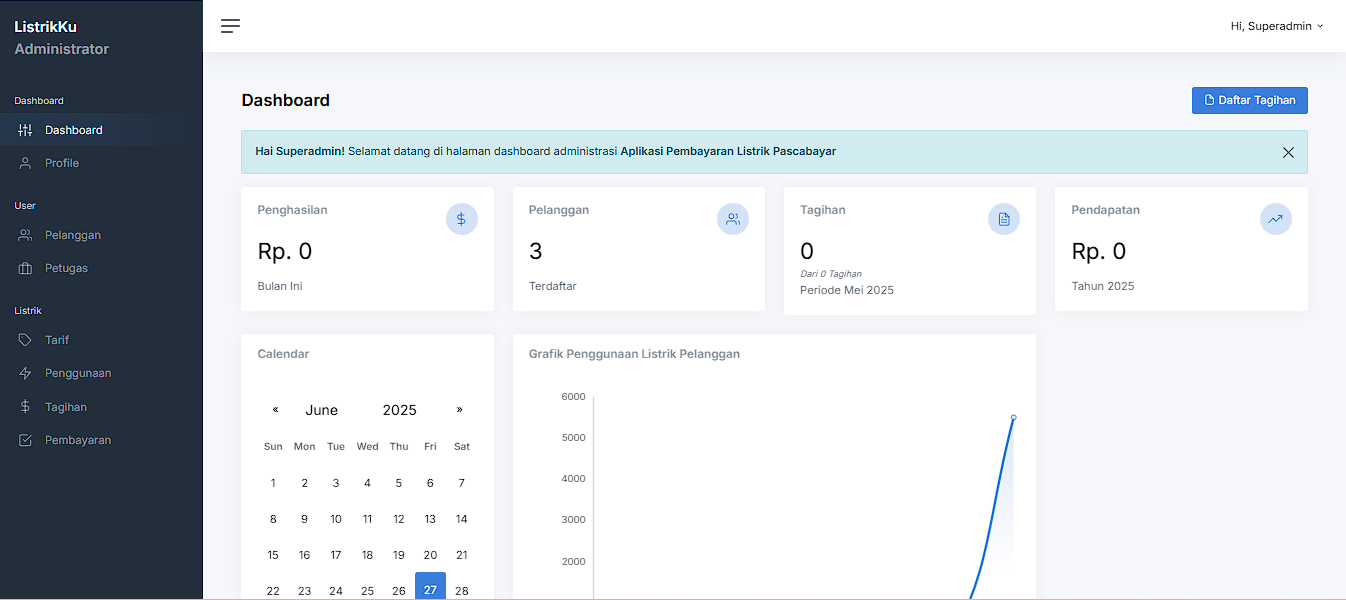 ListrikKu
Administrator
Hi, Superadmin
Dashboard
Dashboard
Profile
User
Pelanggan
Petugas
Listrik
Tarif
Penggunaan
Tagihan
Pembayaran
Dashboard
Daftar Tagihan
Hai Superadmin! Selamat datang di halaman dashboard administrasi Aplikasi Pembayaran Listrik Pascabayar
Penghasilan
Rp. 0
Bulan Ini
Pelanggan
3
Terdaftar
Tagihan
0
Dari 0 Tagihan
Periode Mei 2025
Pendapatan
Rp. 0
Tahun 2025
Calendar
« June 2025 »
Sun Mon Tue Wed Thu Fri Sat
1 2 3 4 5 6 7
8 9 10 11 12 13 14
15 16 17 18 19 20 21
22 23 24 25 26 27 28
Grafik Penggunaan Listrik Pelanggan
6000
5000
4000
3000
2000